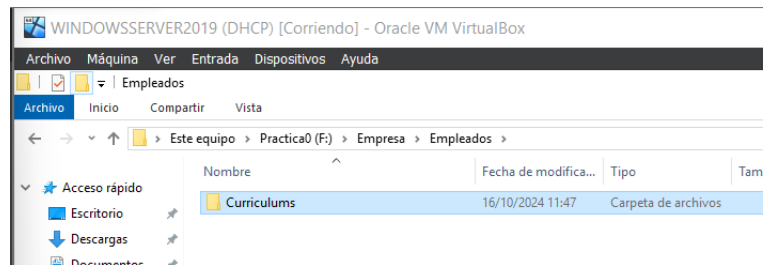 WINDOWSSERVER2019 (DHCP) [Corriendo] - Oracle VM VirtualBox
Archivo Máquina Ver Entrada Dispositivos Ayuda
Empleados
Archivo Inicio Compartir Vista
Este equipo > Practica0 (F:) > Empresa > Empleados >
Nombre Fecha de modifica... Tipo Tam
Acceso rápido
Curriculums 16/10/2024 11:47 Carpeta de archivos
Escritorio
Descargas
Documentos